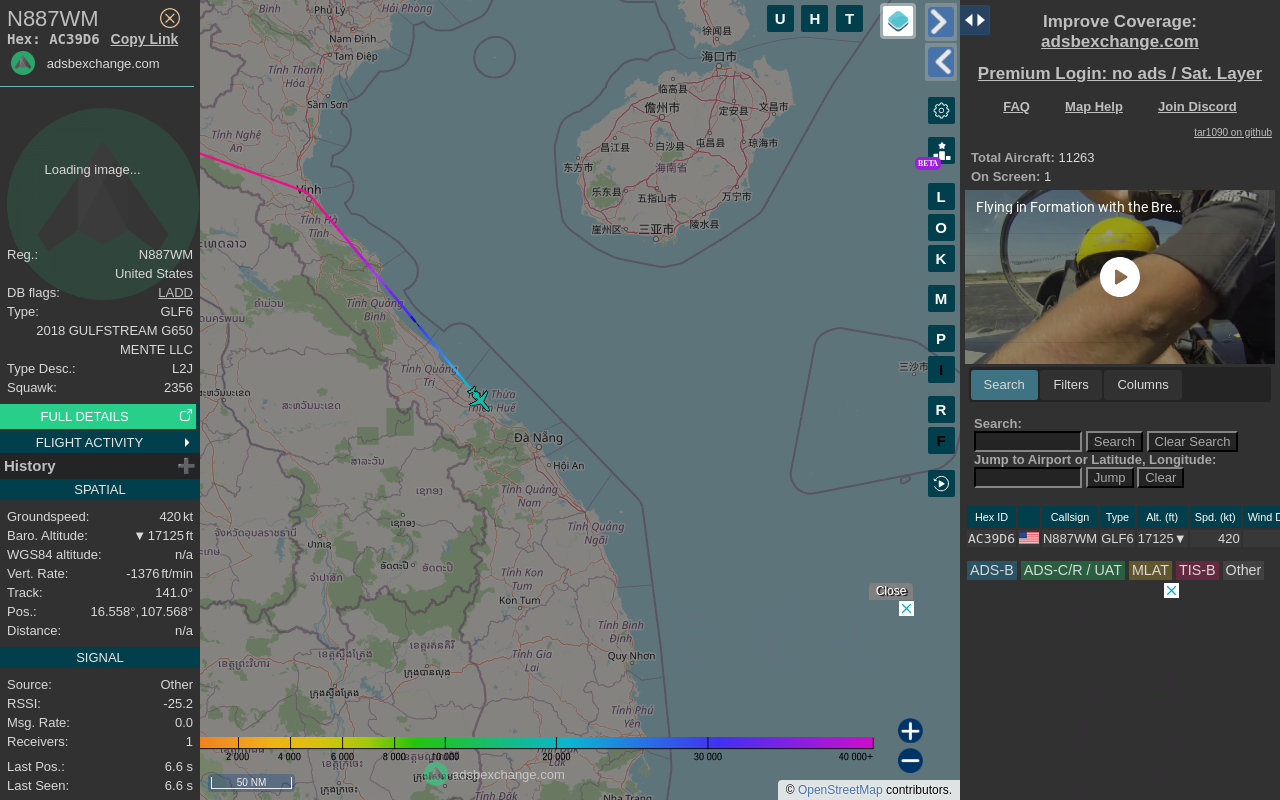 N887WM
Hex: AC39D6 Copy Link
adsbexchange.com
Loading image...
Reg.: N887WM
United States
DB flags: LADD
Type: GLF6
2018 GULFSTREAM G650
MENTE LLC
Type Desc.: L2J
Squawk: 2356
FULL DETAILS
FLIGHT ACTIVITY
History
SPATIAL
Groundspeed: 420 kt
Baro. Altitude: ▼ 17125 ft
WGS84 altitude: n/a
Vert. Rate: -1376 ft/min
Track: 141.0°
Pos.: 16.558°, 107.568°
Distance: n/a
SIGNAL
Source: Other
RSSI: -25.2
Msg. Rate: 0.0
Receivers: 1
Last Pos.: 6.6 s
Last Seen: 6.6 s
Bình
Phủ Lý
Hải Phòng
Nam Định
Tam Điệp
Tỉnh Thanh
Hóa
Sầm Sơn
Tỉnh Nghệ
An
Vinh
Tỉnh Hà
Tĩnh
Tỉnh Quảng
Bình
Tỉnh Quảng
Trị
Thừa
Thiên Huế
Đà Nẵng
Hội An
Tỉnh Quảng
Nam
Tỉnh Quảng
Ngãi
Tỉnh Kon
Tum
Kon Tum
Tỉnh Bình
Định
Tỉnh Gia
Lai
Quy Nhơn
Tỉnh Phú
Yên
Tỉnh Đắk
Nha Trang
徐闻县
海口市
临高县
儋州市
文昌市
定安县
昌江县
白沙县
屯昌县
琼海市
东方市
海南省
乐东县
五指山市
万宁市
崖州区
三亚市
陵水县
三沙市
U H T
BETA
L
O
K
M
P
I
R
F
Close
2 000 4 000 6 000 8 000 10 000 20 000 30 000 40 000+
adsbexchange.com
50 NM
© OpenStreetMap contributors.
Improve Coverage:
adsbexchange.com
Premium Login: no ads / Sat. Layer
FAQ Map Help Join Discord
tar1090 on github
Total Aircraft: 11263
On Screen: 1
Flying in Formation with the Bre...
Search Filters Columns
Search:
Search Clear Search
Jump to Airport or Latitude, Longitude:
Jump Clear
Hex ID Callsign Type Alt. (ft) Spd. (kt) Wind D
AC39D6 N887WM GLF6 17125▼ 420
ADS-B ADS-C/R / UAT MLAT TIS-B Other